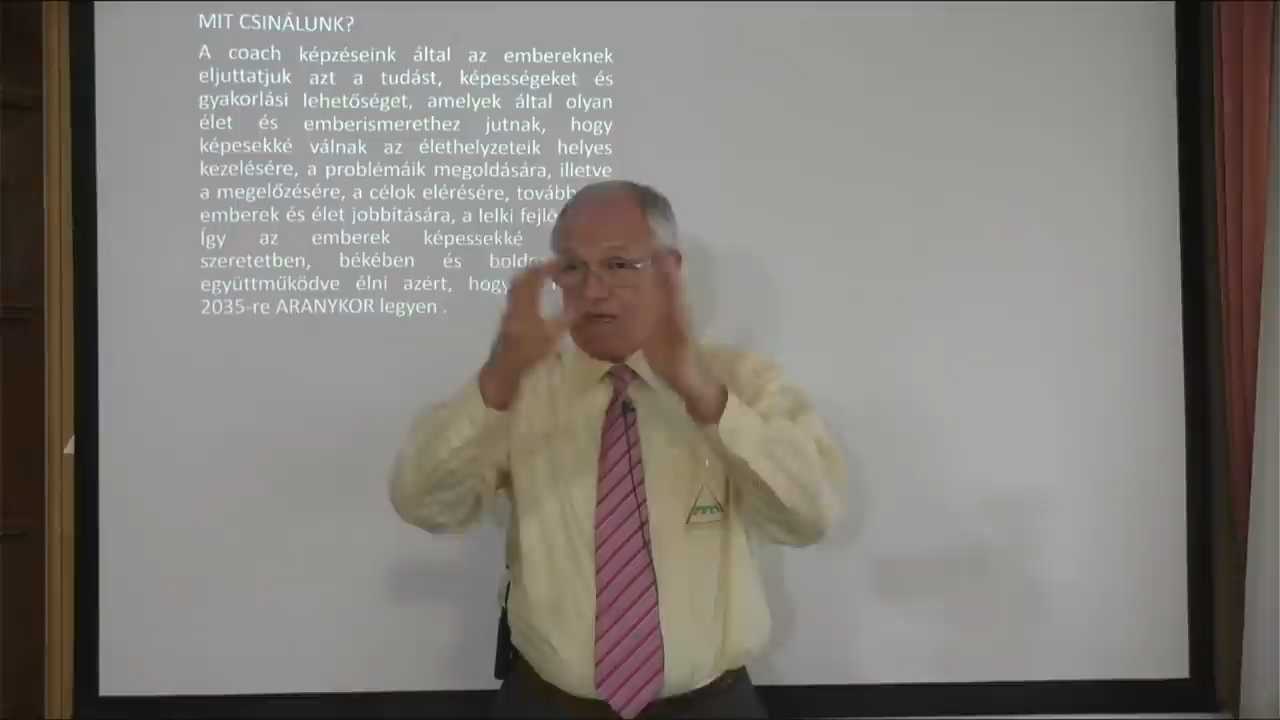 MIT CSINÁLUNK?
A coach képzéseink által az embereknek
eljuttatjuk azt a tudást, képességeket és
gyakorlási lehetőséget, amelyek által olyan
élet és emberismerethez jutnak, hogy
képesekké válnak az élethelyzeteik helyes
kezelésére, a problémáik megoldására, illetve
a megelőzésére, a célok elérésére,
emberek és élet jobbítására, a lelki
Így az emberek képessekké
szeretetben, békében és
együttműködve élni azért,
2035-re ARANYKOR legyen .